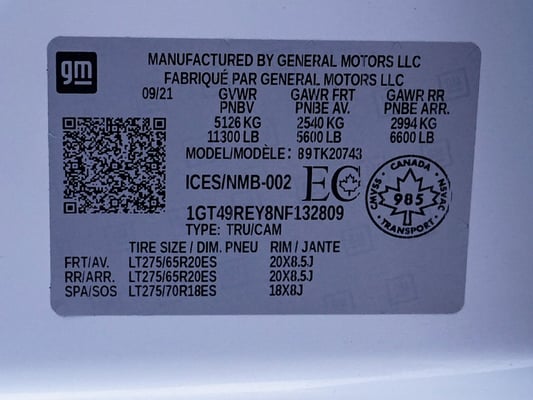 gm
MANUFACTURED BY GENERAL MOTORS LLC
FABRIQUÉ PAR GENERAL MOTORS LLC
09/21 GVWR GAWR FRT GAWR RR
PNBV PNBE AV. PNBE ARR.
5126 KG 2540 KG 2994 KG
11300 LB 5600 LB 6600 LB
MODEL/MODÈLE: 89TK20743
ICES/NMB-002 EC
CANADA
CMVSS 985 NSVAC
TRANSPORT
1GT49REY8NF132809
TYPE: TRU/CAM
TIRE SIZE / DIM. PNEU RIM / JANTE
FRT/AV. LT275/65R20ES 20X8.5J
RR/ARR. LT275/65R20ES 20X8.5J
SPA/SOS LT275/70R18ES 18X8J